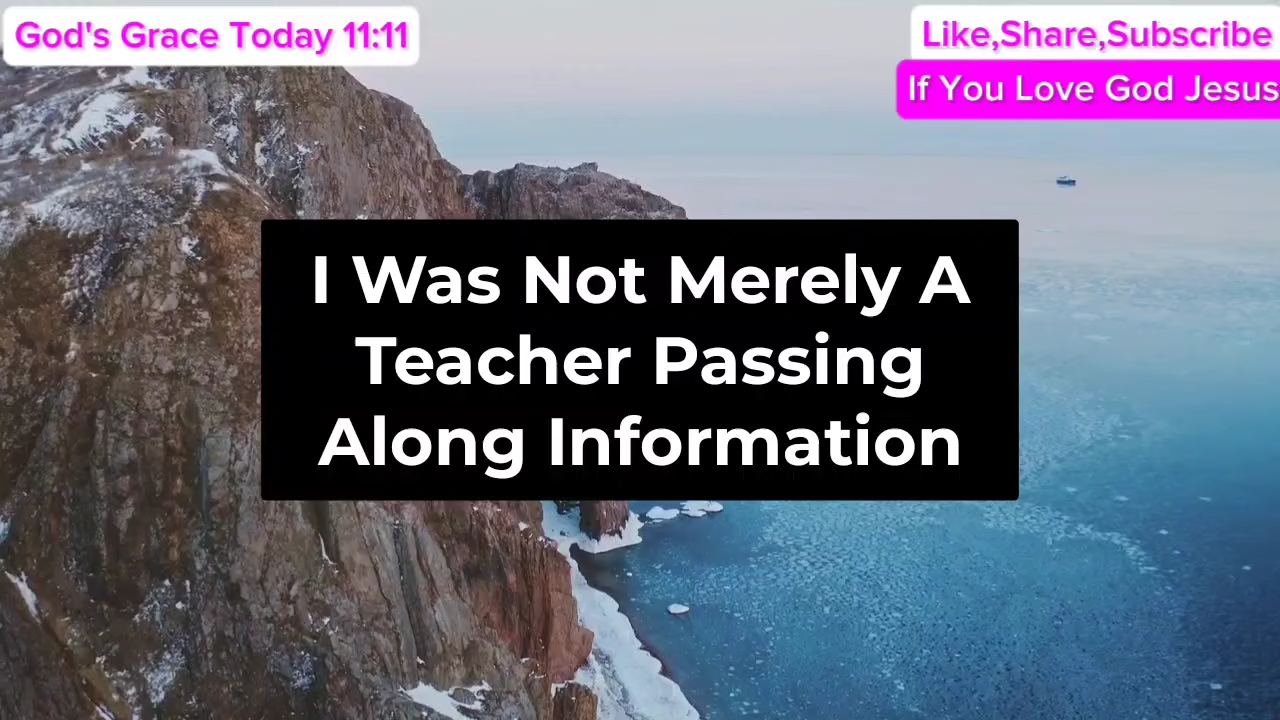 God's Grace Today 11:11
Like,Share,Subscribe
If You Love God Jesus
I Was Not Merely A
Teacher Passing
Along Information